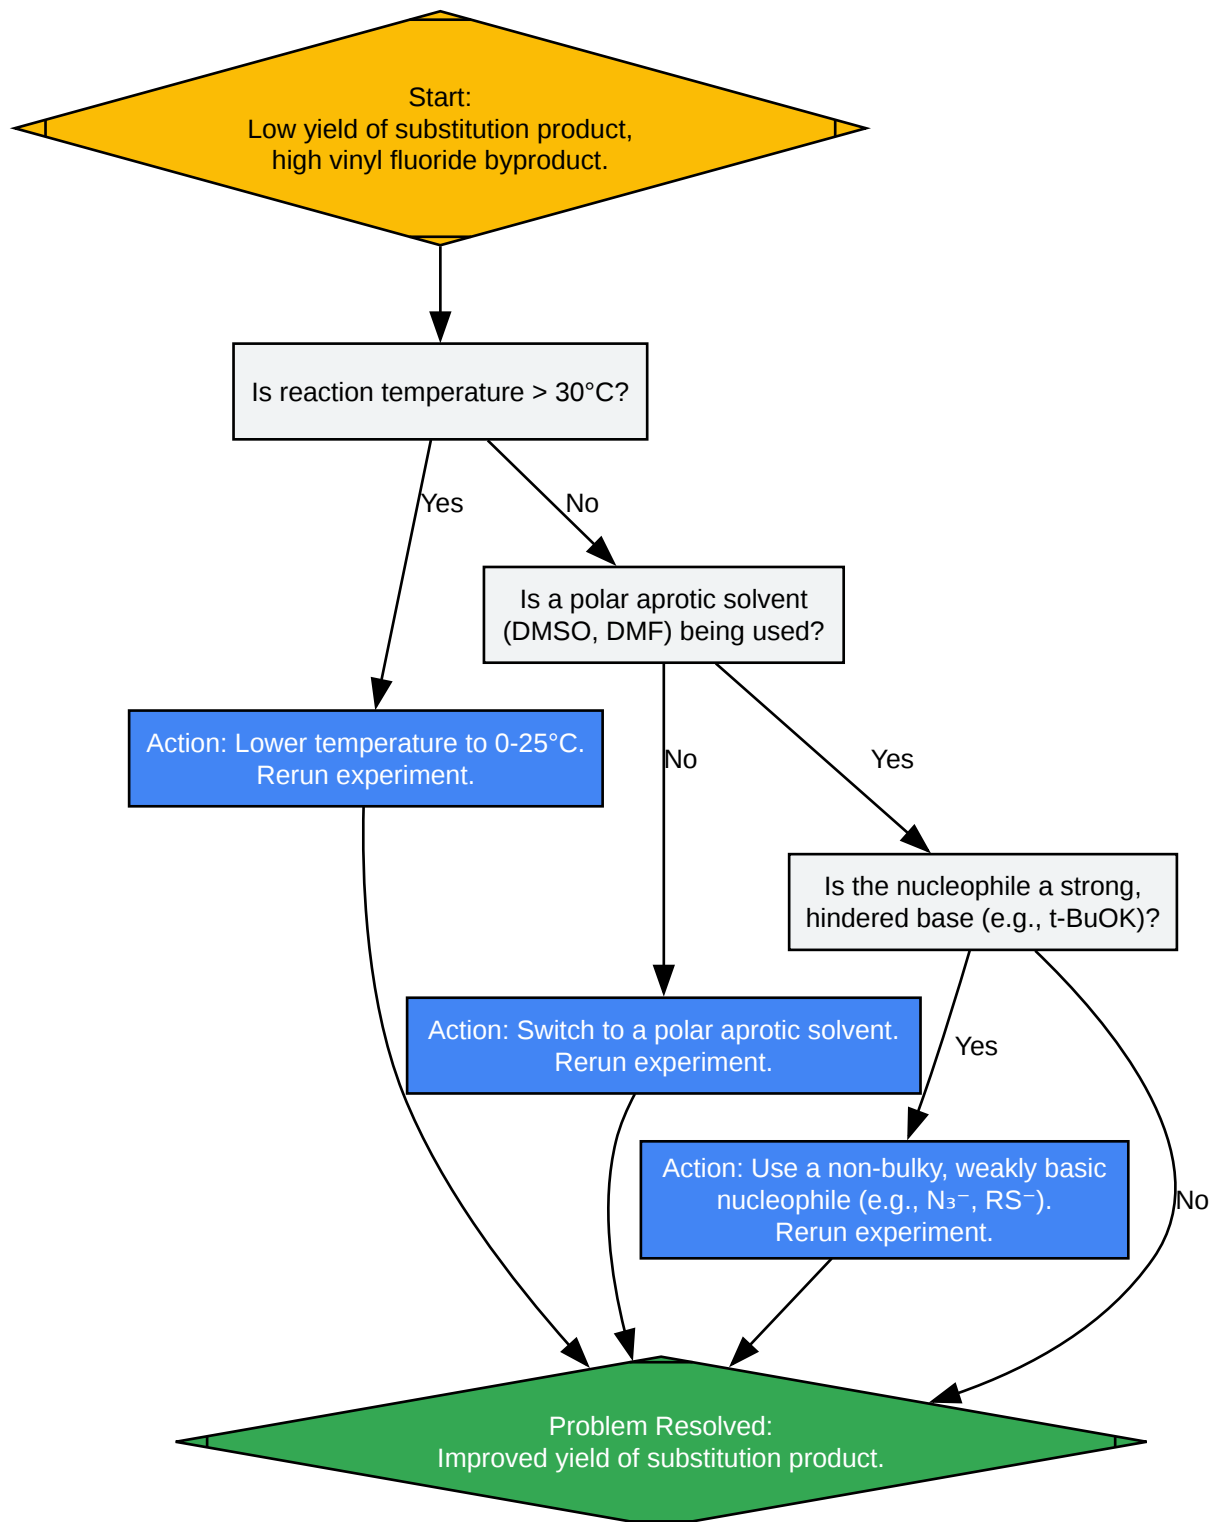 Start:
Low yield of substitution product,
high vinyl fluoride byproduct.
Is reaction temperature > 30°C?
Yes
No
Is a polar aprotic solvent
(DMSO, DMF) being used?
Action: Lower temperature to 0-25°C.
Rerun experiment.
No
Yes
Is the nucleophile a strong,
hindered base (e.g., t-BuOK)?
Action: Switch to a polar aprotic solvent.
Rerun experiment.
Yes
Action: Use a non-bulky, weakly basic
nucleophile (e.g., N₃⁻, RS⁻).
Rerun experiment.
No
Problem Resolved:
Improved yield of substitution product.